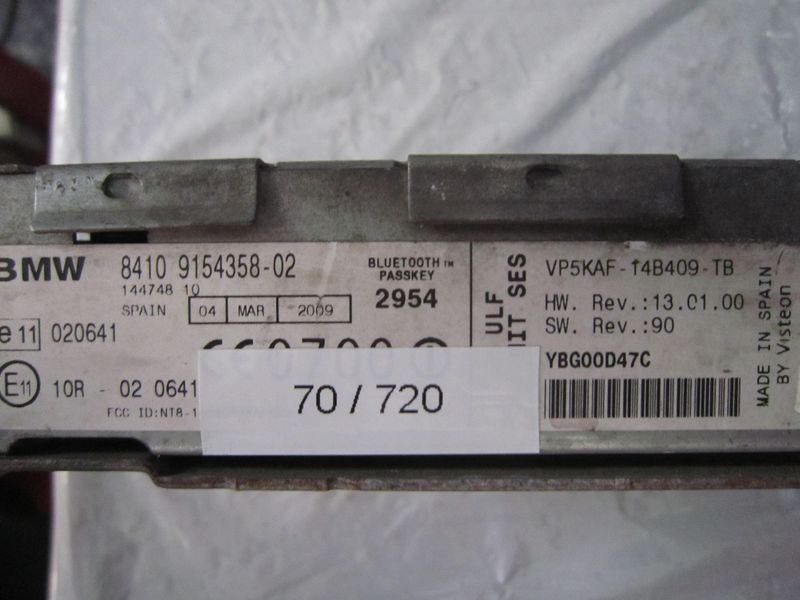 BMW 8410 9154358-02
144748 10
SPAIN 04 MAR 2009
BLUETOOTH TM
PASSKEY
2954
e 11 020641
CE0700
E11 10R - 02 0641
FCC ID:NT8-1
70 / 720
ULF
SES
VP5KAF-14B409-TB
HW. Rev.:13.01.00
SW. Rev.:90
YBG00D47C
MADE IN SPAIN
BY Visteon